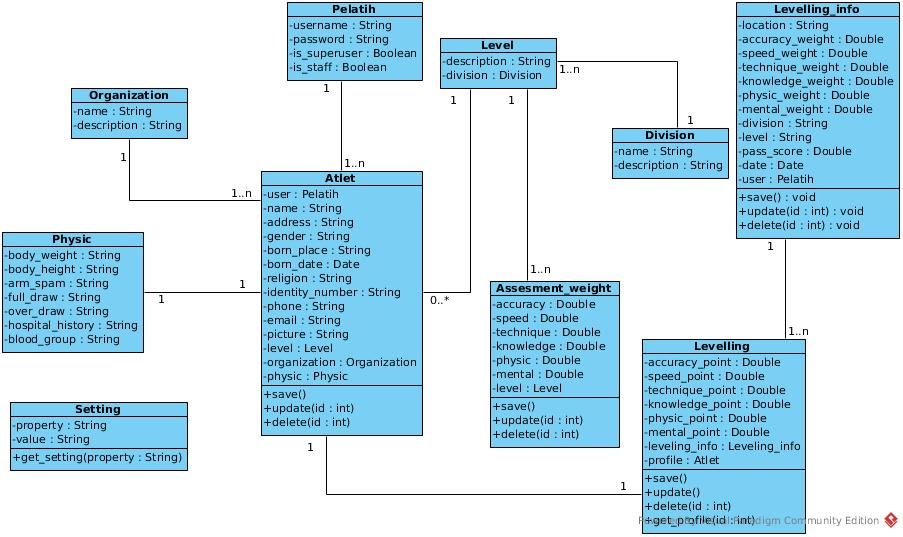 Pelatih
-username : String
-password : String
-is_superuser : Boolean
-is_staff : Boolean
1
1..n
Level
-description : String
-division : Division
1..n
1
1
1
Levelling_info
-location : String
-accuracy_weight : Double
-speed_weight : Double
-technique_weight : Double
-knowledge_weight : Double
-physic_weight : Double
-mental_weight : Double
-division : String
-level : String
-pass_score : Double
-date : Date
-user : Pelatih
+save() : void
+update(id : int) : void
+delete(id : int) : void
1
1..n
Organization
-name : String
-description : String
1
1..n
Division
-name : String
-description : String
Atlet
-user : Pelatih
-name : String
-address : String
-gender : String
-born_place : String
-born_date : Date
-religion : String
-identity_number : String
-phone : String
-email : String
-picture : String
-level : Level
-organization : Organization
-physic : Physic
+save()
+update(id : int)
+delete(id : int)
1
0..*
Physic
-body_weight : String
-body_height : String
-arm_spam : String
-full_draw : String
-over_draw : String
-hospital_history : String
-blood_group : String
1
1
1..n
Assesment_weight
-accuracy : Double
-speed : Double
-technique : Double
-knowledge : Double
-physic : Double
-mental : Double
-level : Level
+save()
+update(id : int)
+delete(id : int)
Levelling
-accuracy_point : Double
-speed_point : Double
-technique_point : Double
-knowledge_point : Double
-physic_point : Double
-mental_point : Double
-leveling_info : Leveling_info
-profile : Atlet
+save()
+update()
+delete(id : int)
+get_profile(id : int)
1
Setting
-property : String
-value : String
+get_setting(property : String)
Powered By Visual Paradigm Community Edition